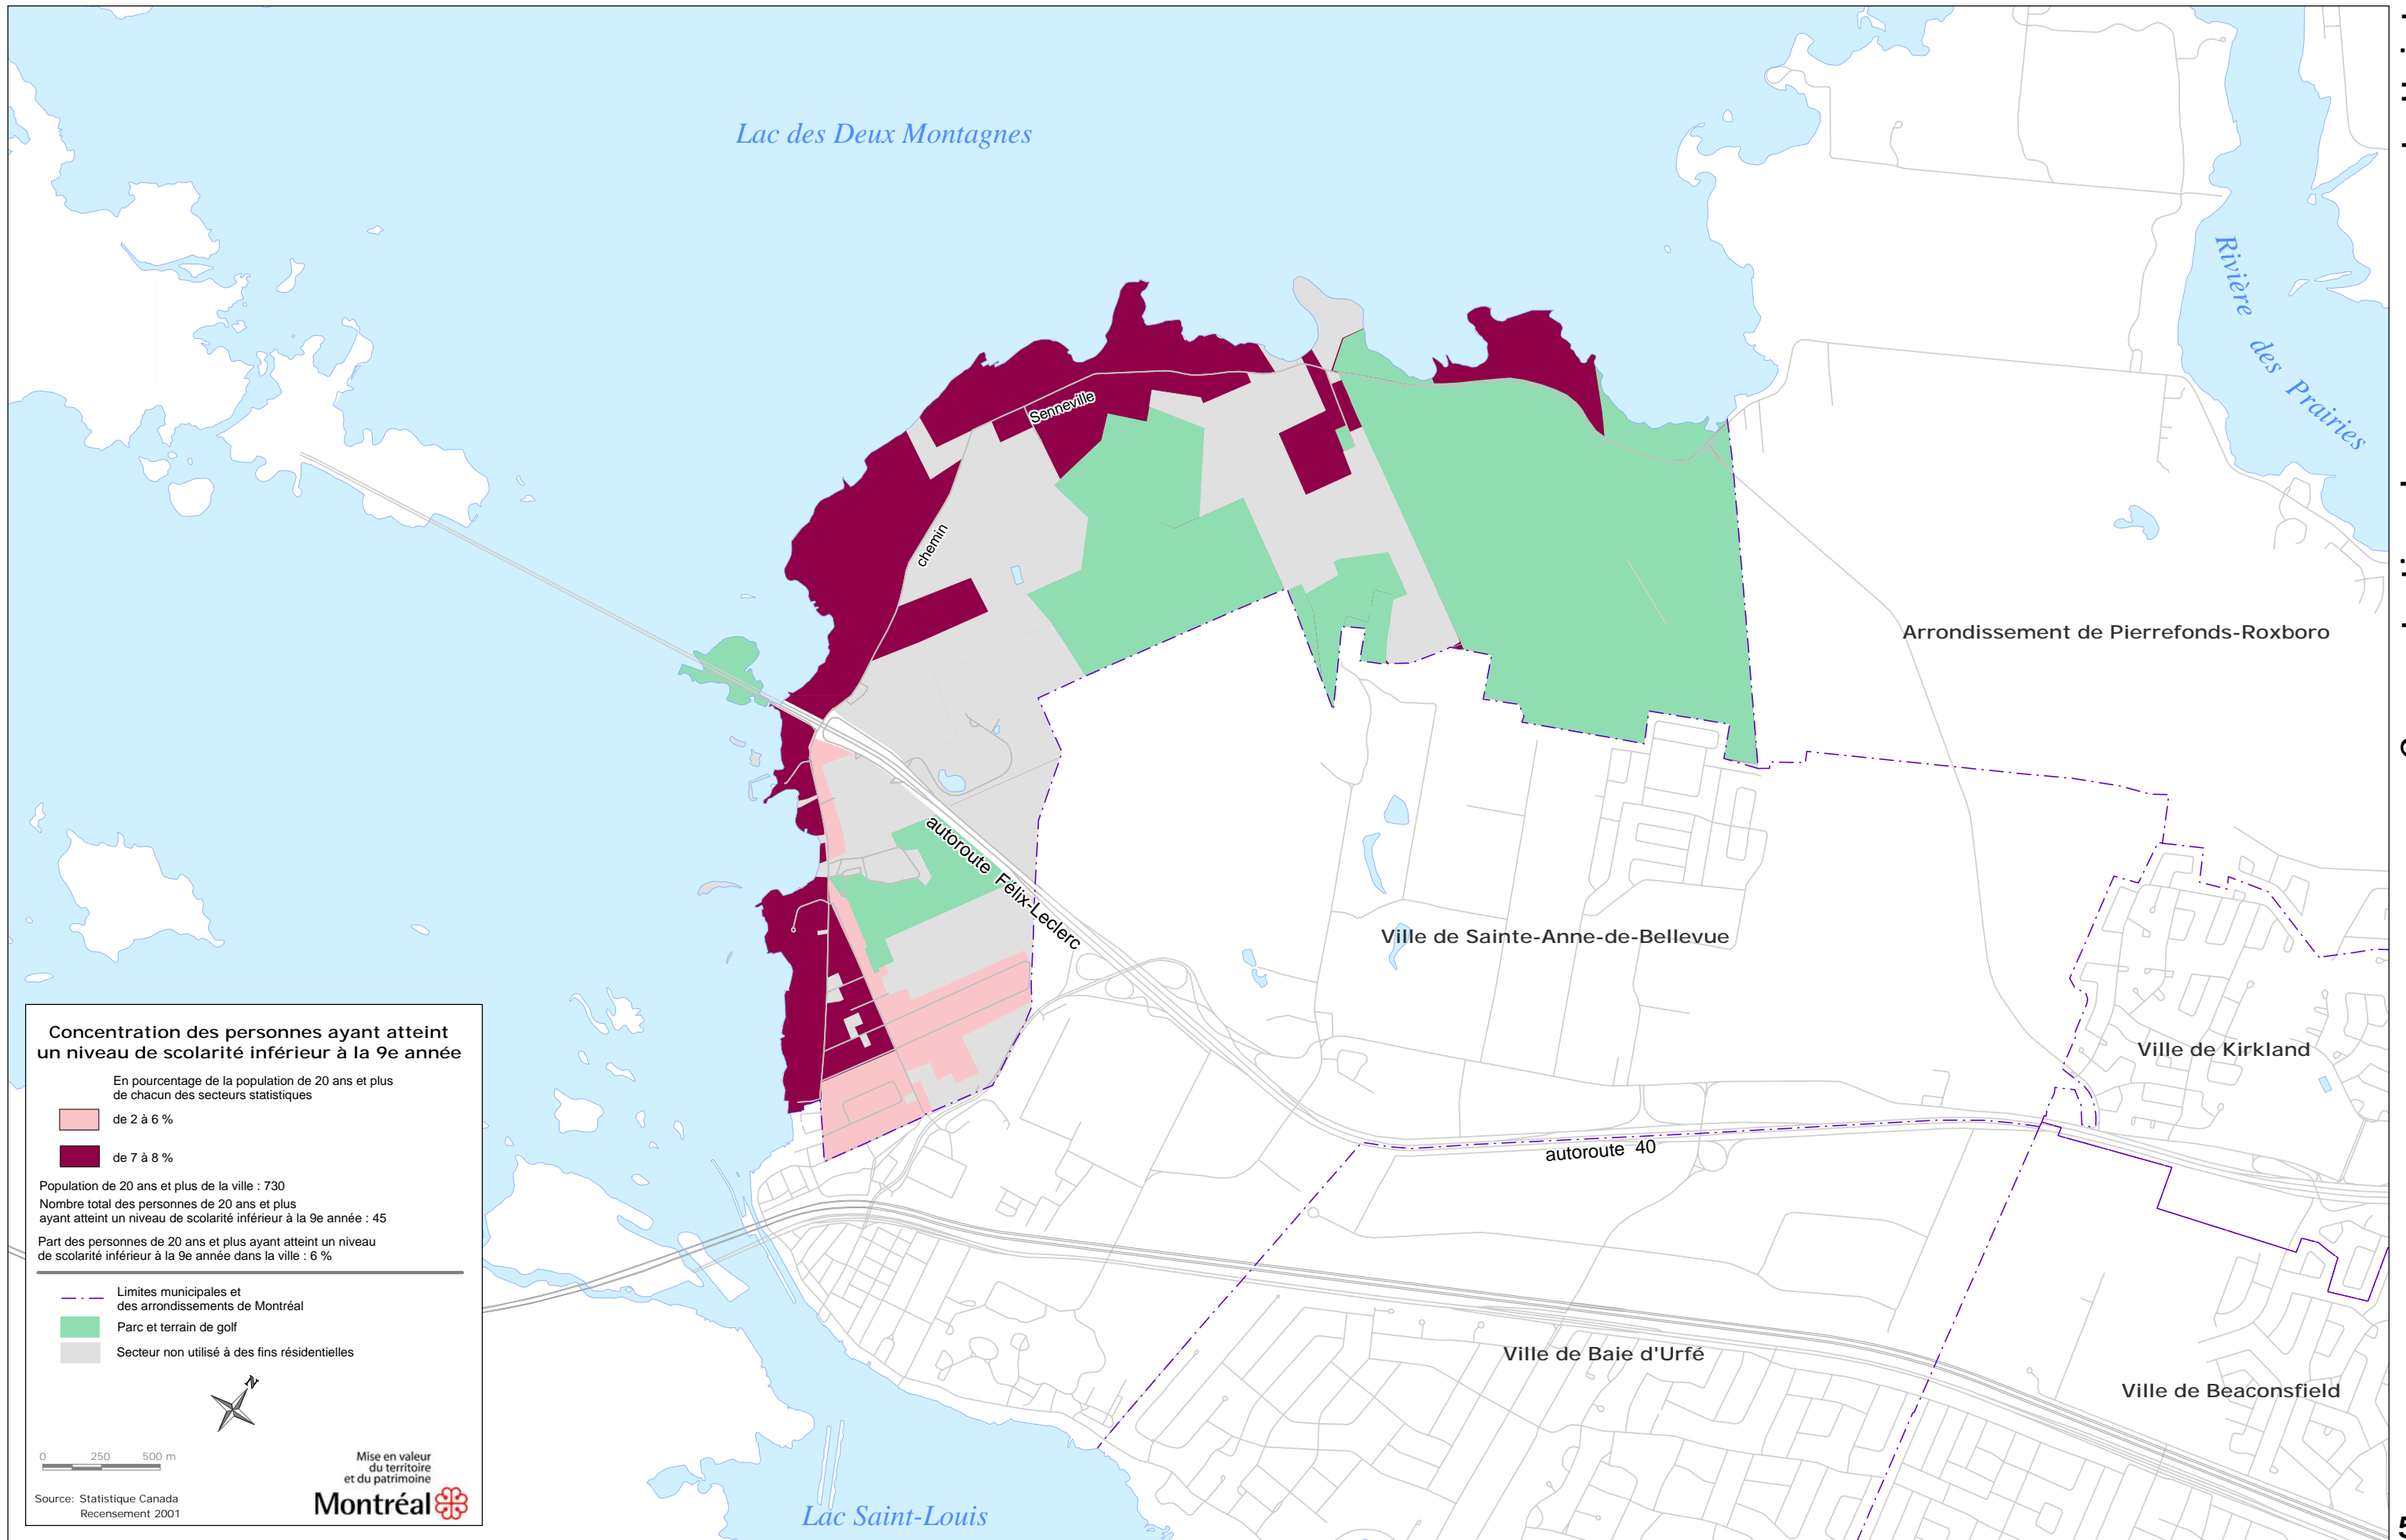 Lac des Deux Montagnes
Rivière
des Prairies
Senneville
chemin
Arrondissement de Pierrefonds-Roxboro
autoroute Félix-Leclerc
Ville de Sainte-Anne-de-Bellevue
Ville de Kirkland
autoroute 40
Ville de Baie d'Urfé
Ville de Beaconsfield
Lac Saint-Louis
Concentration des personnes ayant atteint
un niveau de scolarité inférieur à la 9e année
En pourcentage de la population de 20 ans et plus
de chacun des secteurs statistiques
de 2 à 6 %
de 7 à 8 %
Population de 20 ans et plus de la ville : 730
Nombre total des personnes de 20 ans et plus
ayant atteint un niveau de scolarité inférieur à la 9e année : 45
Part des personnes de 20 ans et plus ayant atteint un niveau
de scolarité inférieur à la 9e année dans la ville : 6 %
Limites municipales et
des arrondissements de Montréal
Parc et terrain de golf
Secteur non utilisé à des fins résidentielles
N
0 250 500 m
Mise en valeur
du territoire
et du patrimoine
Montréal
Source: Statistique Canada
Recensement 2001